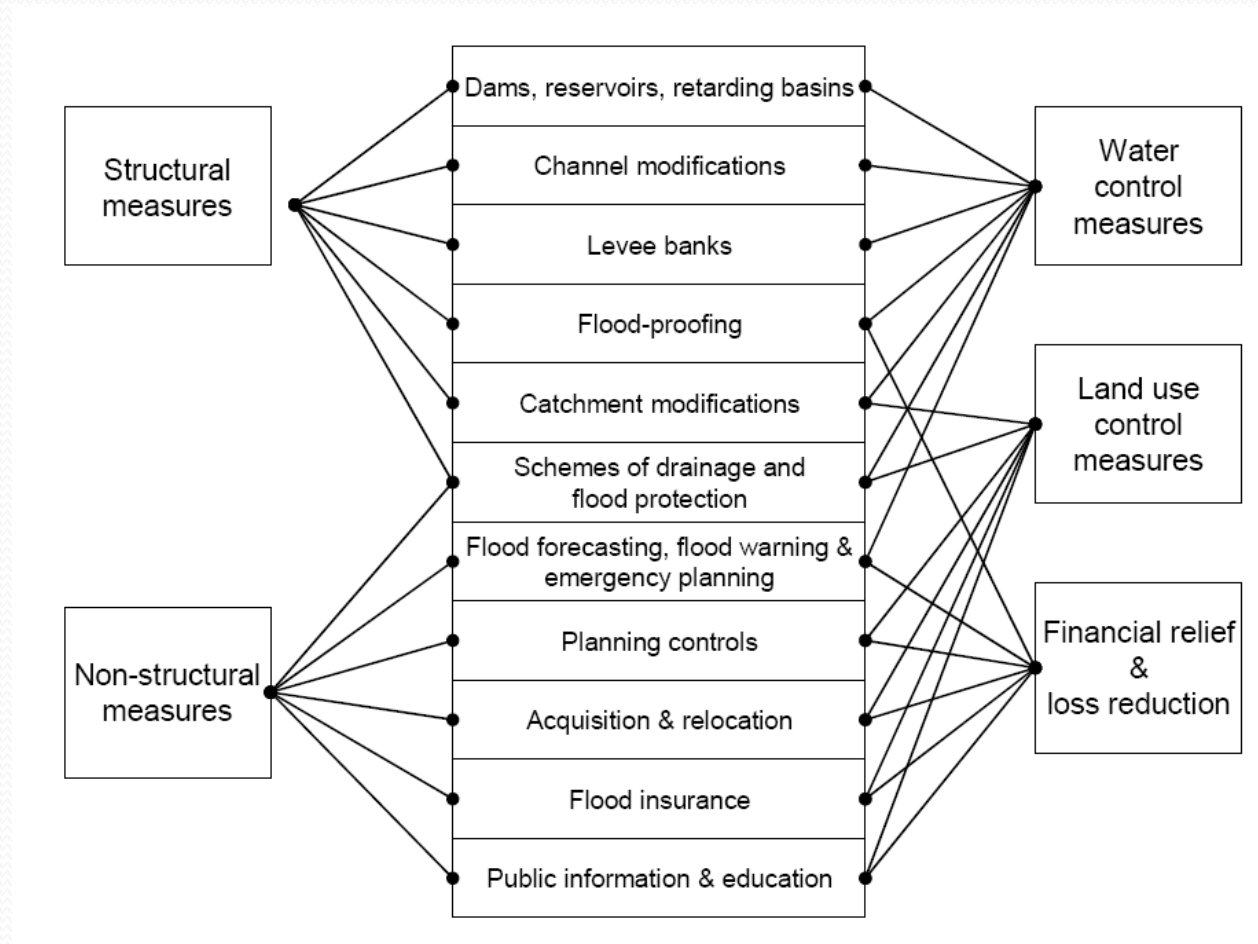 Structural
measures
Non-structural
measures
Dams, reservoirs, retarding basins
Channel modifications
Levee banks
Flood-proofing
Catchment modifications
Schemes of drainage and
flood protection
Flood forecasting, flood warning &
emergency planning
Planning controls
Acquisition & relocation
Flood insurance
Public information & education
Water
control
measures
Land use
control
measures
Financial relief
&
loss reduction